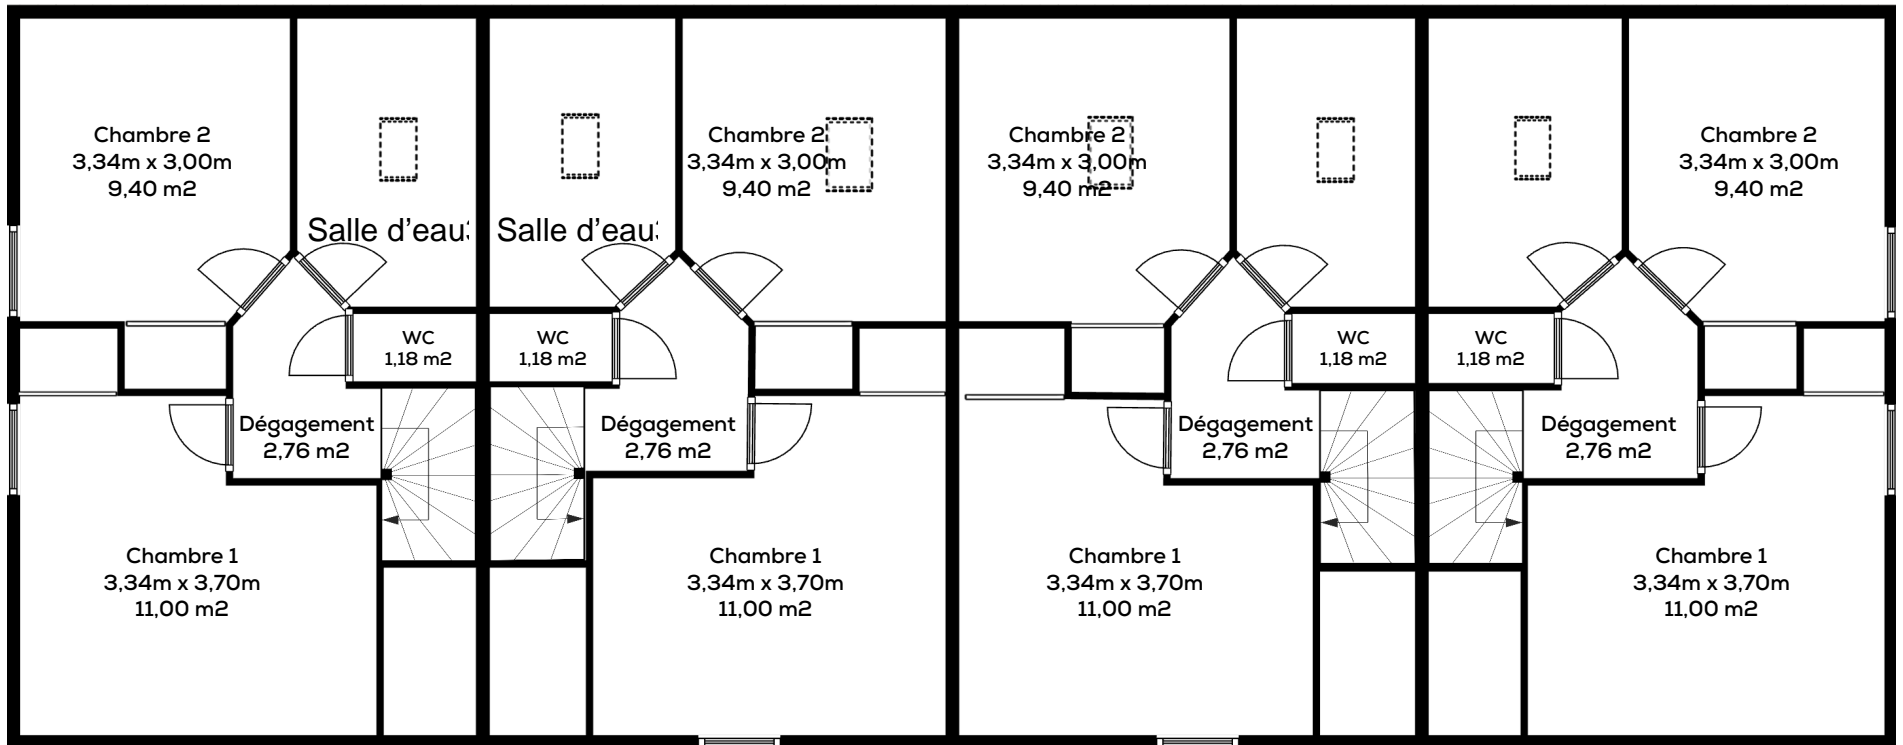 Chambre 2
3,34m x 3,00m
9,40 m2
Salle d'eau
Salle d'eau
Chambre 2
3,34m x 3,00m
9,40 m2
Chambre 2
3,34m x 3,00m
9,40 m2
Chambre 2
3,34m x 3,00m
9,40 m2
WC
1,18 m2
WC
1,18 m2
WC
1,18 m2
WC
1,18 m2
Dégagement
2,76 m2
Dégagement
2,76 m2
Dégagement
2,76 m2
Dégagement
2,76 m2
Chambre 1
3,34m x 3,70m
11,00 m2
Chambre 1
3,34m x 3,70m
11,00 m2
Chambre 1
3,34m x 3,70m
11,00 m2
Chambre 1
3,34m x 3,70m
11,00 m2